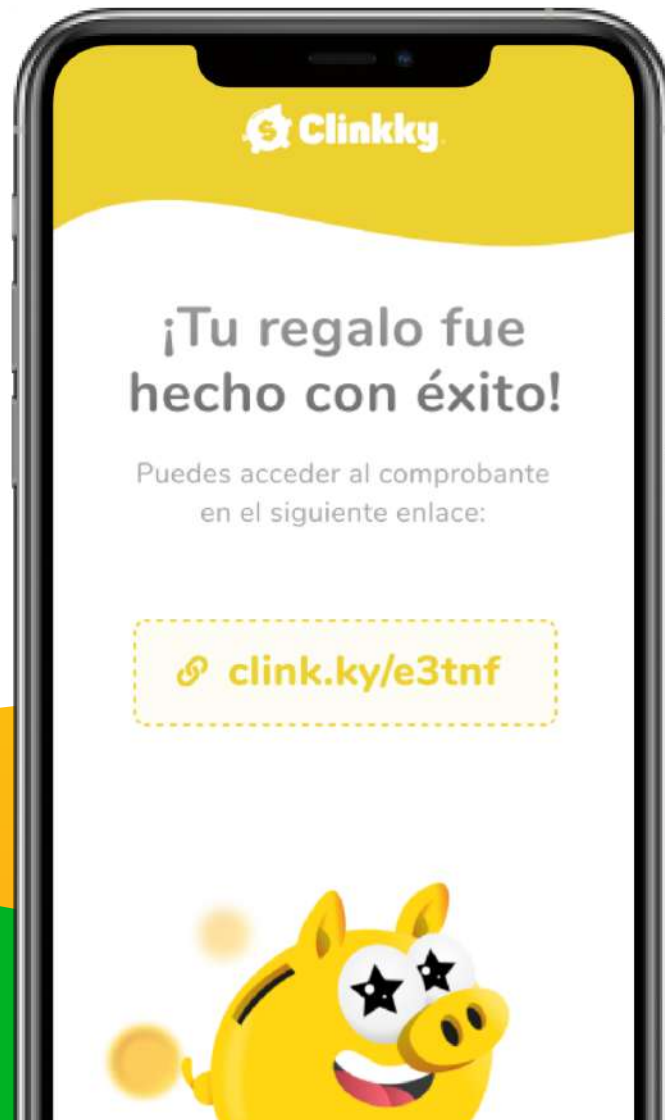 Clinkky
¡Tu regalo fue
hecho con éxito!
Puedes acceder al comprobante
en el siguiente enlace:
clink.ky/e3tnf